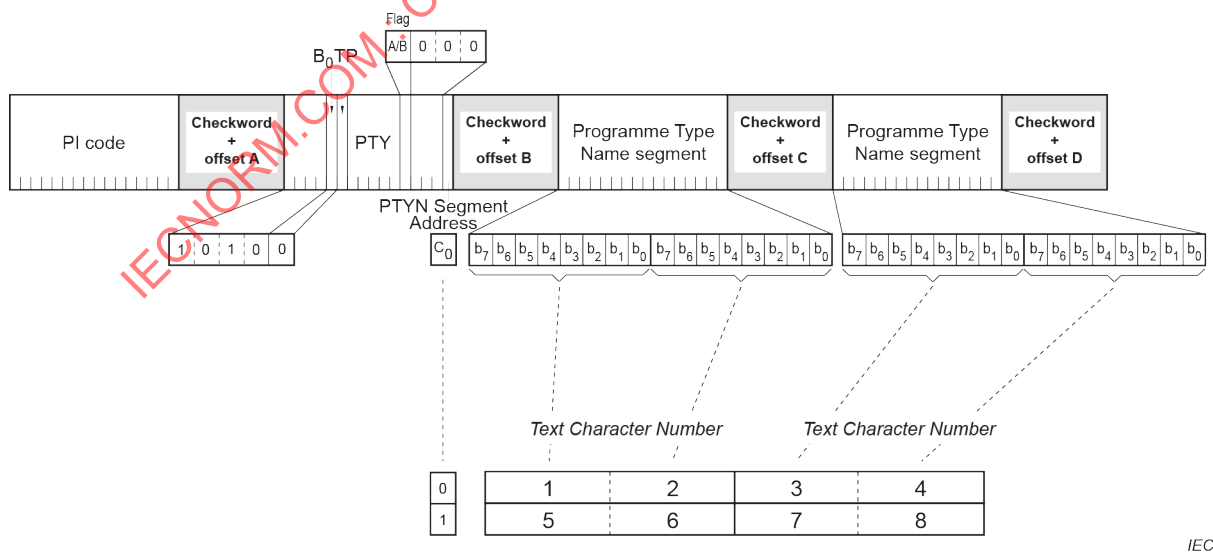 Flag
A/B 0 0 0
B0 TP
PI code
Checkword
+
offset A
PTY
Checkword
+
offset B
Programme Type
Name segment
Checkword
+
offset C
Programme Type
Name segment
Checkword
+
offset D
PTYN Segment
Address
1 0 1 0 0
C0
b7 b6 b5 b4 b3 b2 b1 b0 b7 b6 b5 b4 b3 b2 b1 b0
b7 b6 b5 b4 b3 b2 b1 b0 b7 b6 b5 b4 b3 b2 b1 b0
Text Character Number
Text Character Number
0 1 2 3 4
1 5 6 7 8
IEC
IECNORM.COM: